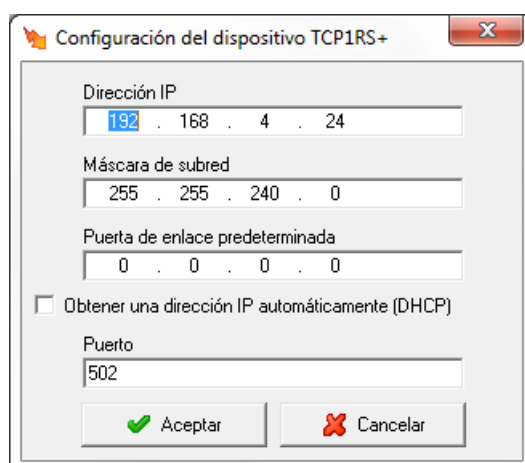 Configuración del dispositivo TCP1RS+
Dirección IP
192 . 168 . 4 . 24
Máscara de subred
255 . 255 . 240 . 0
Puerta de enlace predeterminada
0 . 0 . 0 . 0
Obtener una dirección IP automáticamente (DHCP)
Puerto
502
Aceptar Cancelar